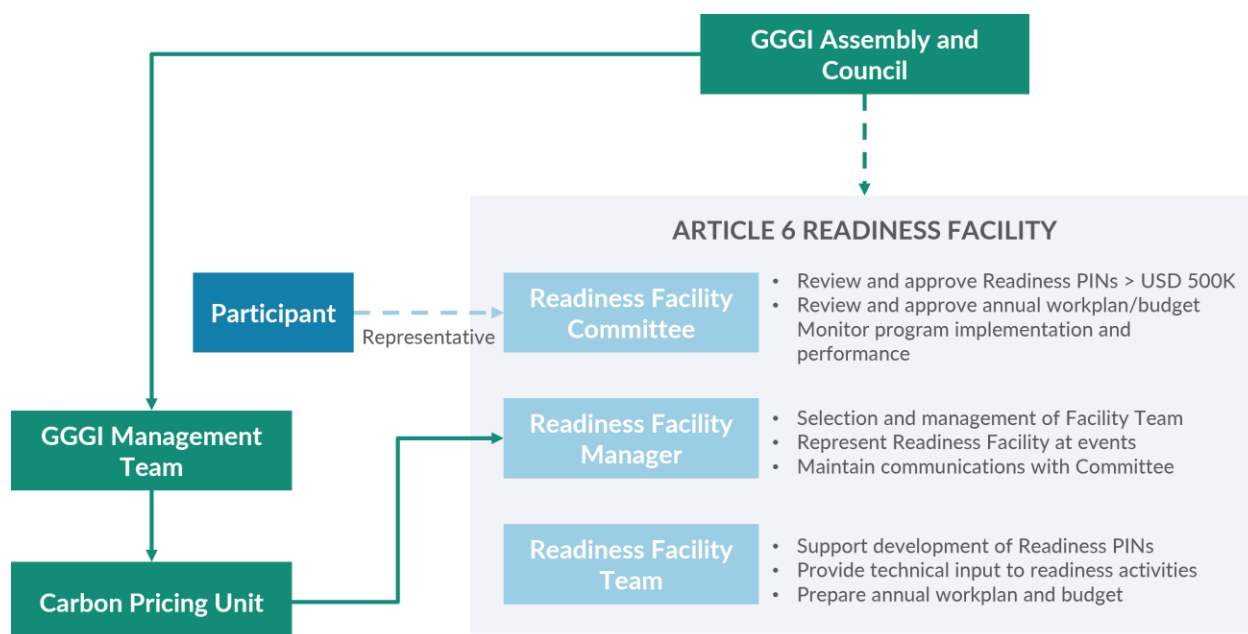 GGGI Assembly and
Council
ARTICLE 6 READINESS FACILITY
Participant
Representative
Readiness Facility
Committee
• Review and approve Readiness PINs > USD 500K
• Review and approve annual workplan/budget
Monitor program implementation and
performance
GGGI Management
Team
Readiness Facility
Manager
• Selection and management of Facility Team
• Represent Readiness Facility at events
• Maintain communications with Committee
Carbon Pricing Unit
Readiness Facility
Team
• Support development of Readiness PINs
• Provide technical input to readiness activities
• Prepare annual workplan and budget